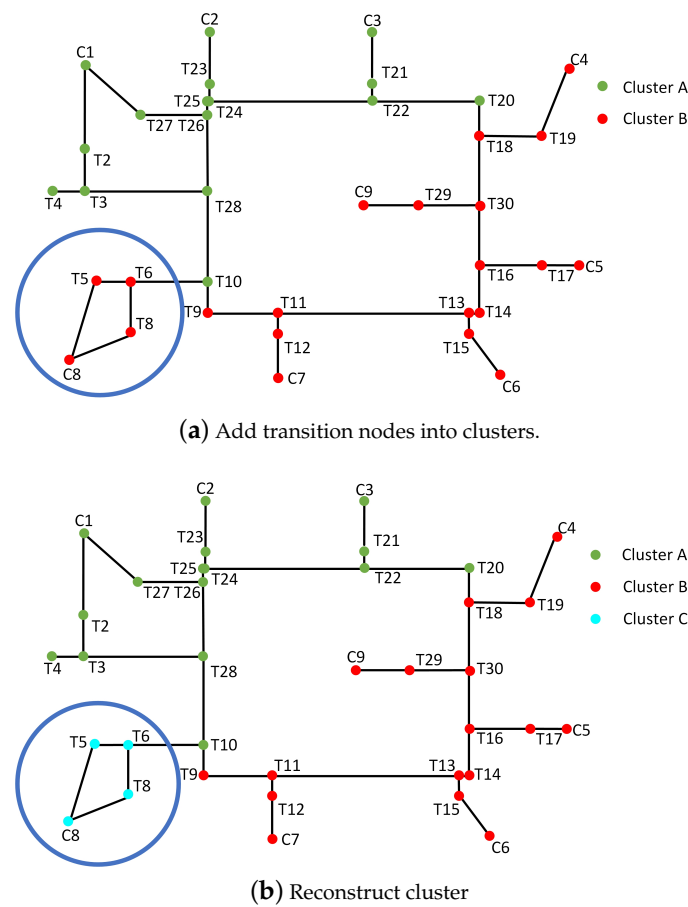 C2
C3
C1
C4
T23
T21
Cluster A
T25
T20
T24
T22
T27
T26
Cluster B
T18
T19
T2
C9
T29
T4
T3
T28
T30
T5
T6
T10
T16
T17
C5
T9
T11
T13
T14
T8
T12
T15
C8
C7
C6
(a) Add transition nodes into clusters.
C2
C3
C1
C4
T23
T21
Cluster A
T25
T20
T24
T22
T27
T26
Cluster B
T18
T19
Cluster C
T2
C9
T29
T4
T3
T28
T30
T5
T6
T10
T16
T17
C5
T9
T11
T13
T14
T8
T12
T15
C8
C7
C6
(b) Reconstruct cluster